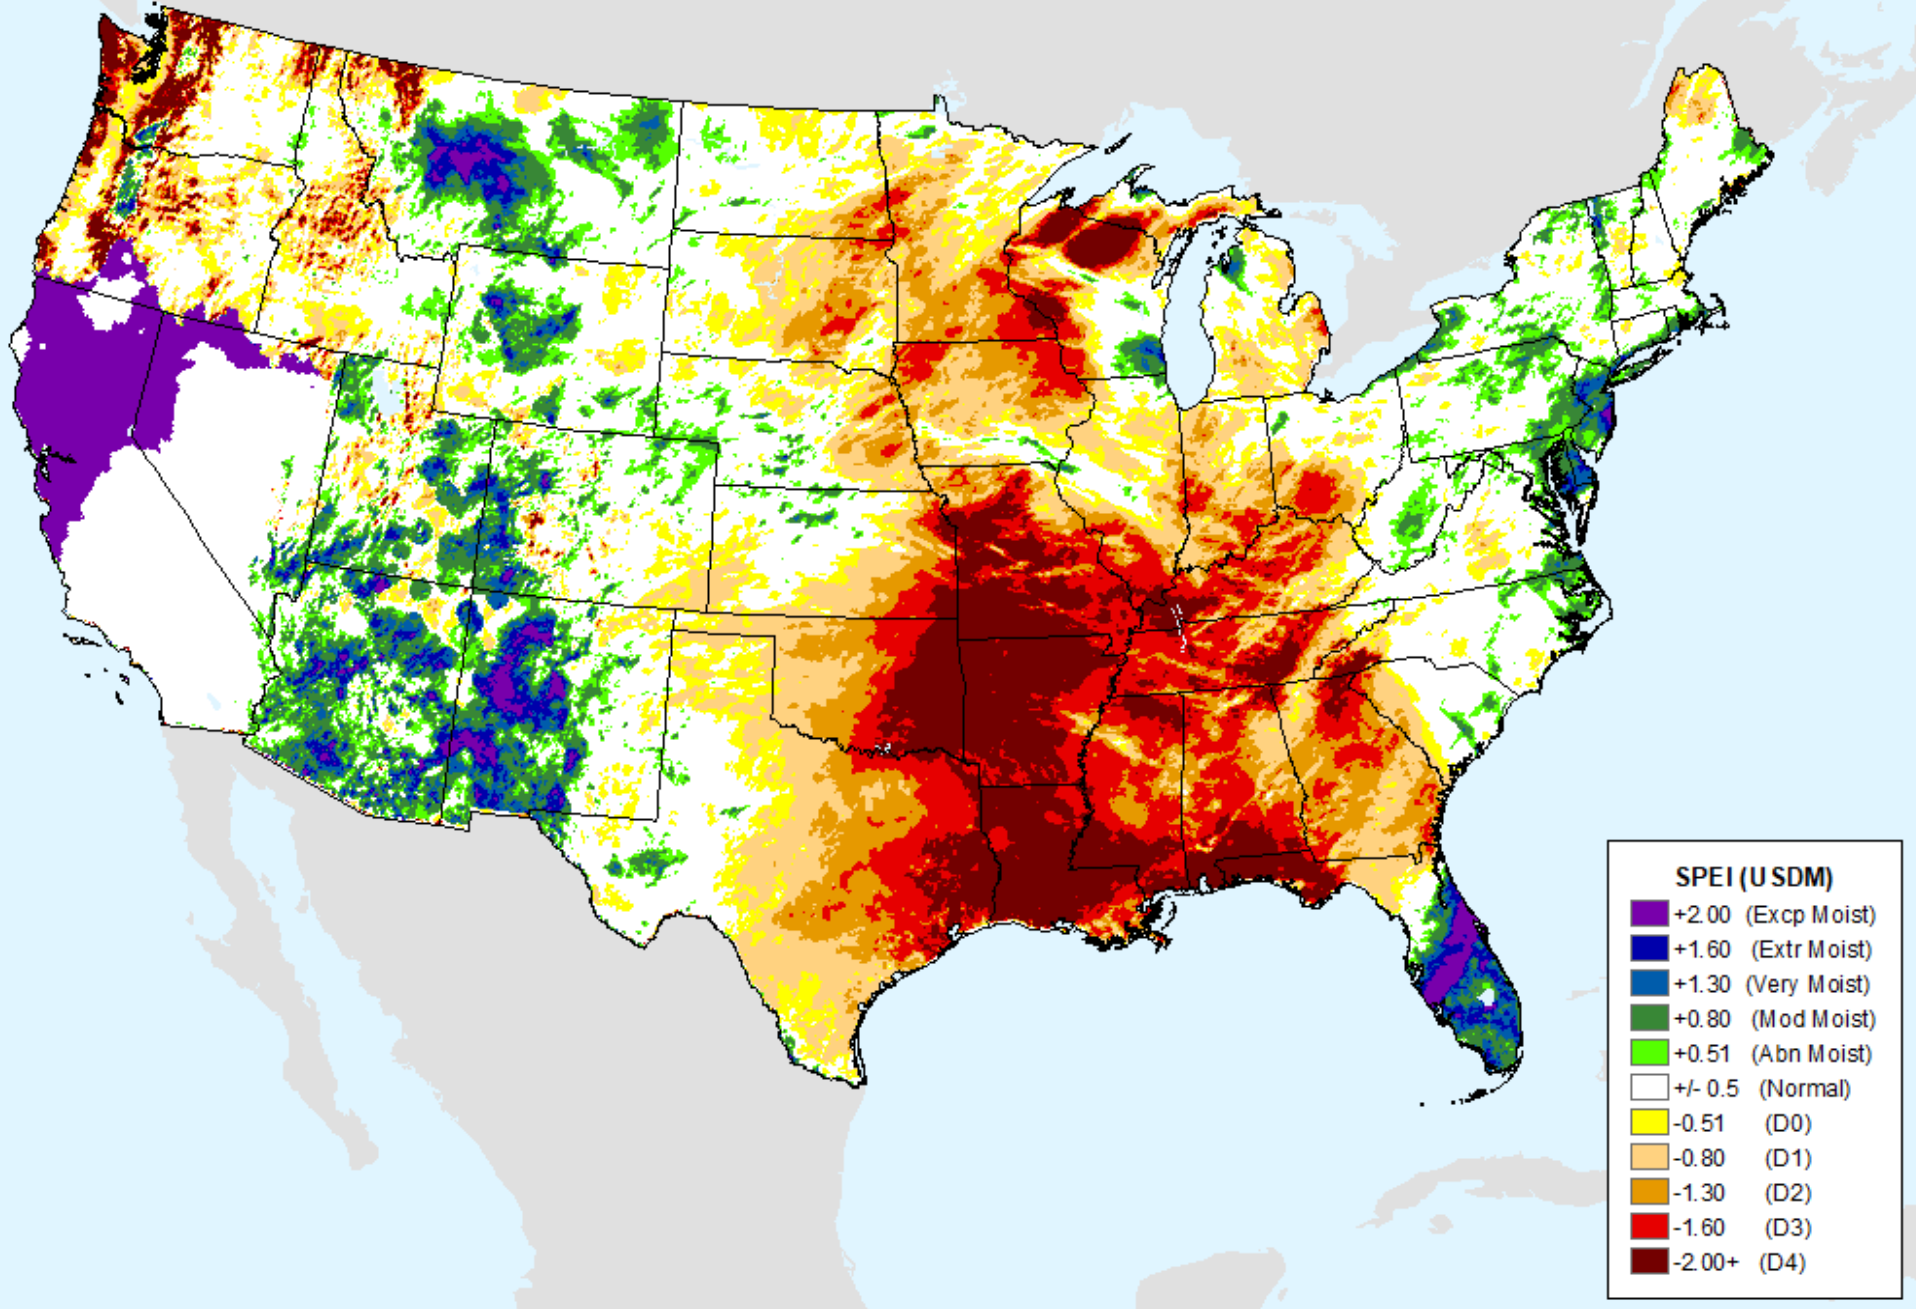 SPEI (USDM)
+2.00 (Excp Moist)
+1.60 (Extr Moist)
+1.30 (Very Moist)
+0.80 (Mod Moist)
+0.51 (Abn Moist)
+/- 0.5 (Normal)
-0.51 (D0)
-0.80 (D1)
-1.30 (D2)
-1.60 (D3)
-2.00+ (D4)